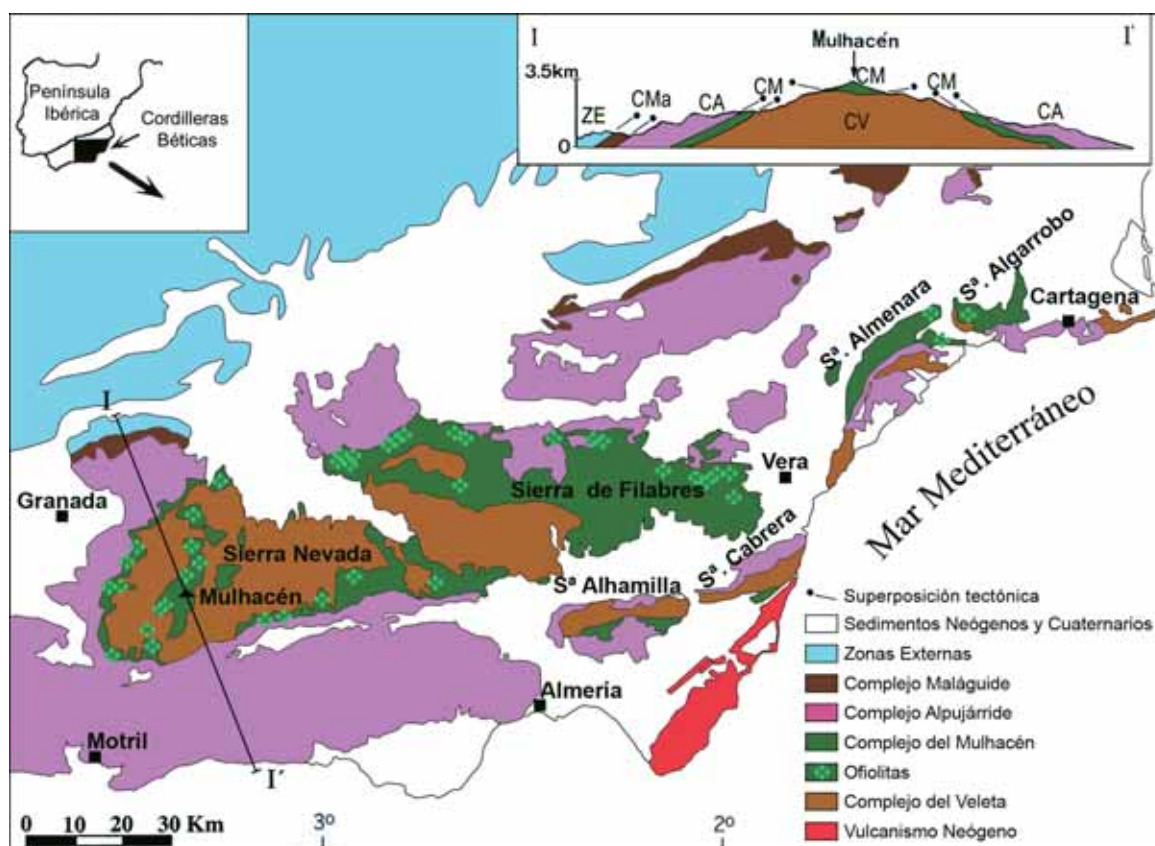 Península
Ibérica
Cordilleras
Béticas
I
I'
Mulhacén
3.5km
0
ZE
CMa
CA
CM
CM
CM
CA
CV
Sª. Algarrobo
Cartagena
Sª. Almenara
Mar Mediterráneo
I
Granada
Vera
Sierra de Filabres
Sierra Nevada
Sª. Cabrera
Sª Alhamilla
Mulhacén
Almería
Motril
I´
Superposición tectónica
Sedimentos Neógenos y Cuaternarios
Zonas Externas
Complejo Maláguide
Complejo Alpujárride
Complejo del Mulhacén
Ofiolitas
Complejo del Veleta
Vulcanismo Neógeno
0 10 20 30 Km
3º
2º